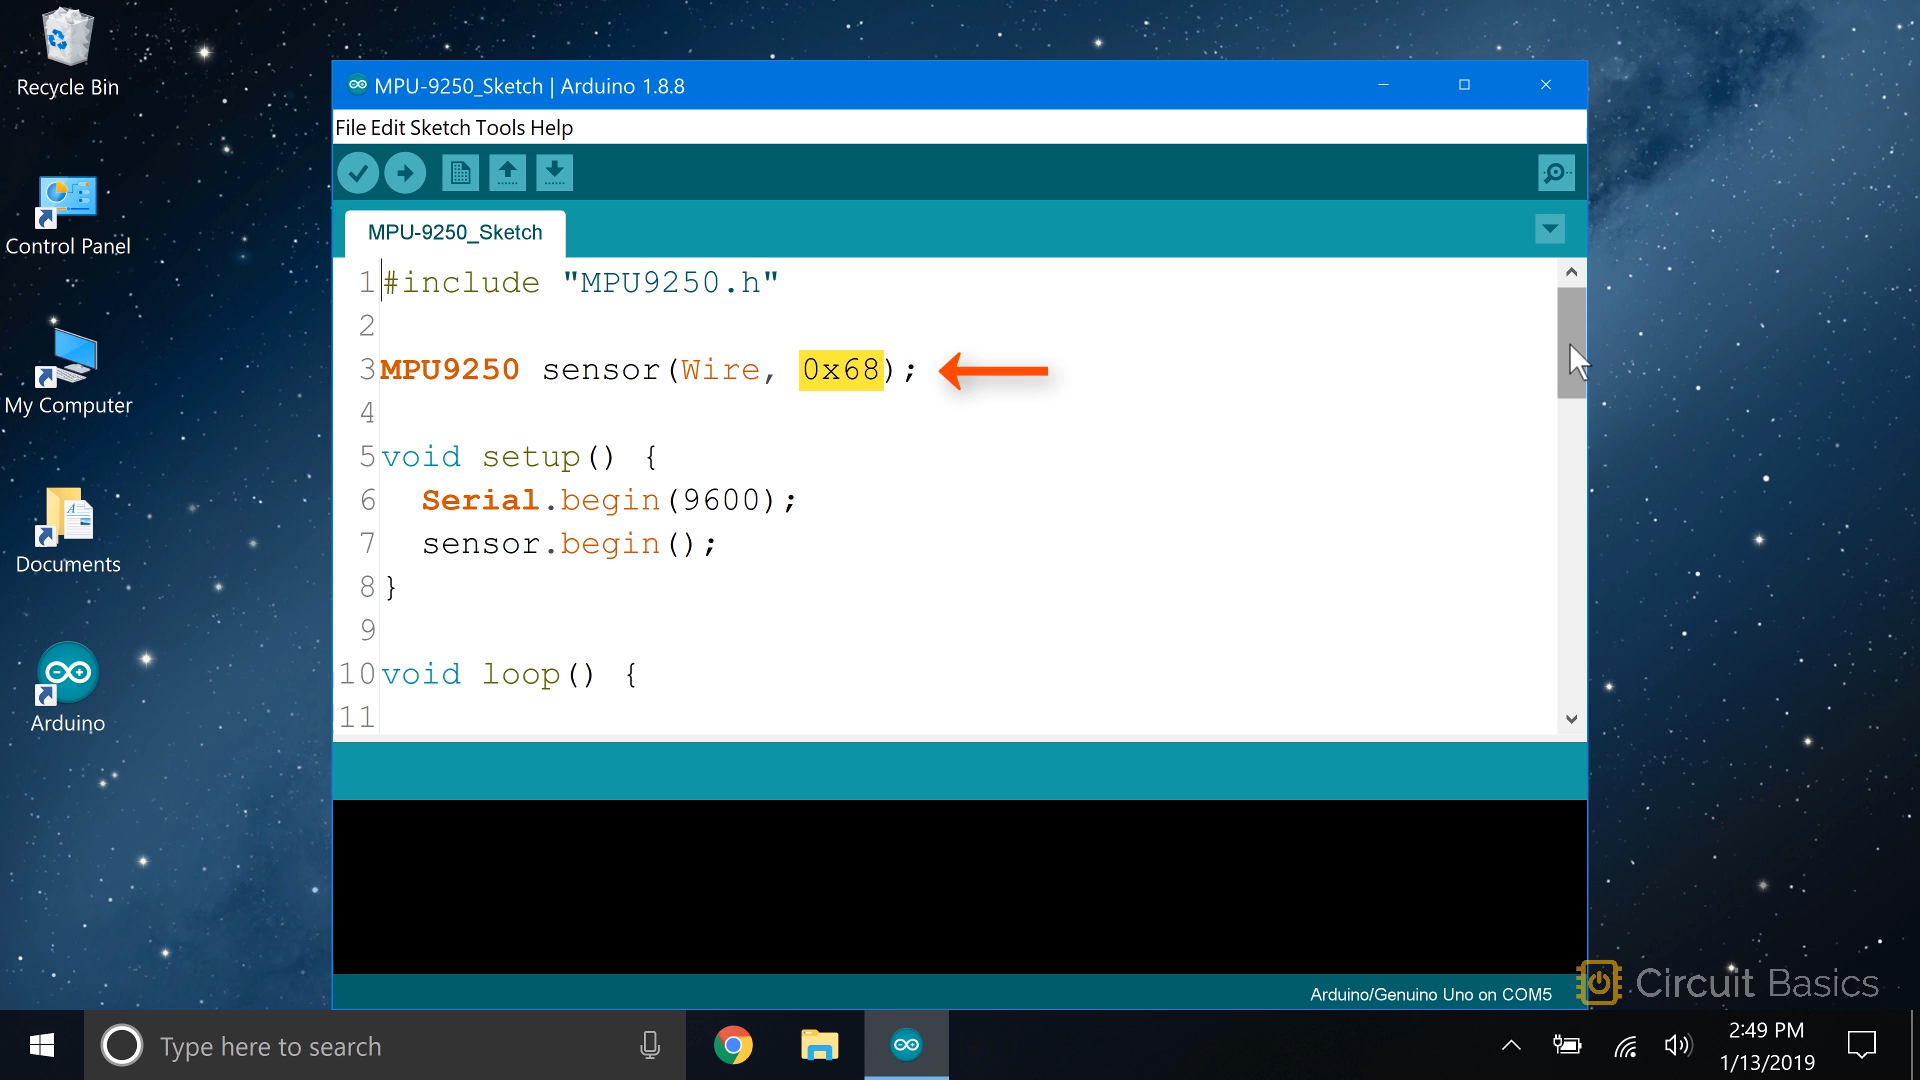 Recycle Bin
Control Panel
My Computer
Documents
Arduino
MPU-9250_Sketch | Arduino 1.8.8
File Edit Sketch Tools Help
MPU-9250_Sketch
1 #include "MPU9250.h"
2
3 MPU9250 sensor(Wire, 0x68);
4
5 void setup() {
6 Serial.begin(9600);
7 sensor.begin();
8 }
9
10 void loop() {
11
Arduino/Genuino Uno on COM5
Circuit Basics
Type here to search
2:49 PM
1/13/2019